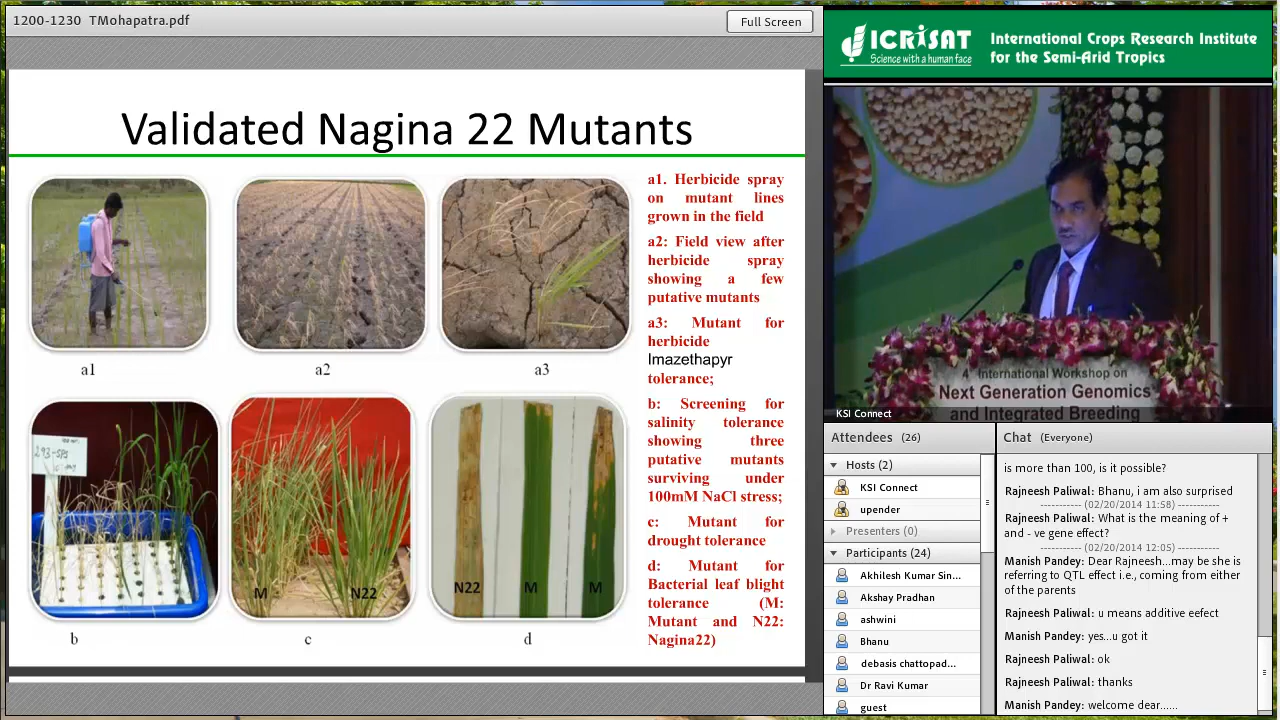 1200-1230 TMohapatra.pdf
Full Screen
Validated Nagina 22 Mutants
a1
a2
a3
293-SPS
N22
M
M
M
N22
b
c
d
a1. Herbicide spray
on mutant lines
grown in the field
a2: Field view after
herbicide spray
showing a few
putative mutants
a3: Mutant for
herbicide
Imazethapyr
tolerance;
b: Screening for
salinity tolerance
showing three
putative mutants
surviving under
100mM NaCl stress;
c: Mutant for
drought tolerance
d: Mutant for
Bacterial leaf blight
tolerance (M:
Mutant and N22:
Nagina22)
ICRISAT
Science with a human face
International Crops Research Institute
for the Semi-Arid Tropics
4 International Workshop on
Next Generation Genomics
and Integrated Breeding
KSI Connect
Attendees (26)
Hosts (2)
KSI Connect
upender
Presenters (0)
Participants (24)
Akhilesh Kumar Sin...
Akshay Pradhan
ashwini
Bhanu
debasis chattopad...
Dr Ravi Kumar
guest
Chat (Everyone)
is more than 100, is it possible?
Rajneesh Paliwal: Bhanu, i am also surprised
----------- (02/20/2014 11:58) -----------
Rajneesh Paliwal: What is the meaning of +
and - ve gene effect?
----------- (02/20/2014 12:05) -----------
Manish Pandey: Dear Rajneesh...may be she is
referring to QTL effect i.e., coming from either
of the parents
Rajneesh Paliwal: u means additive eefect
Manish Pandey: yes...u got it
Rajneesh Paliwal: ok
Rajneesh Paliwal: thanks
Manish Pandey: welcome dear......